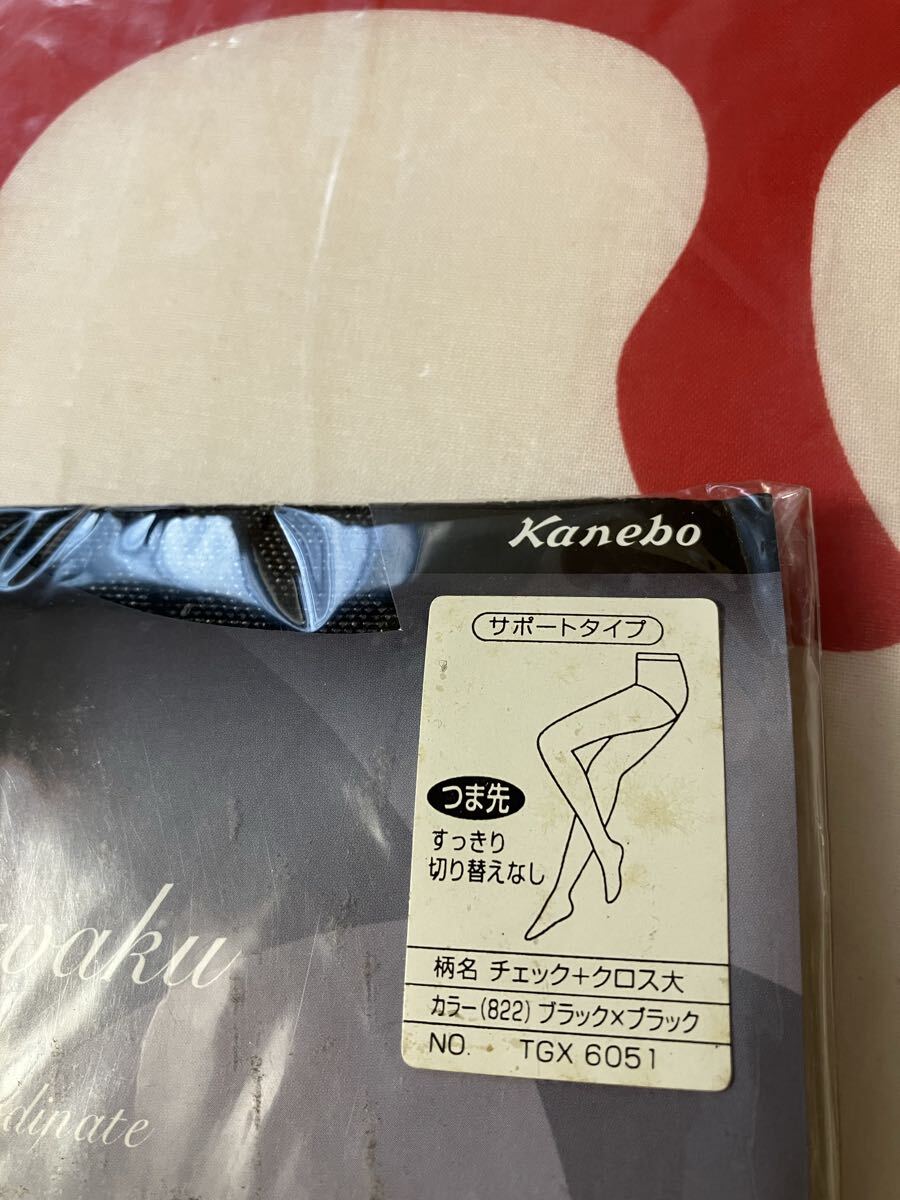 Kanebo
サポートタイプ
つま先
すっきり
切り替えなし
柄名 チェック+クロス大
カラー(822) ブラック×ブラック
NO. TGX 6051